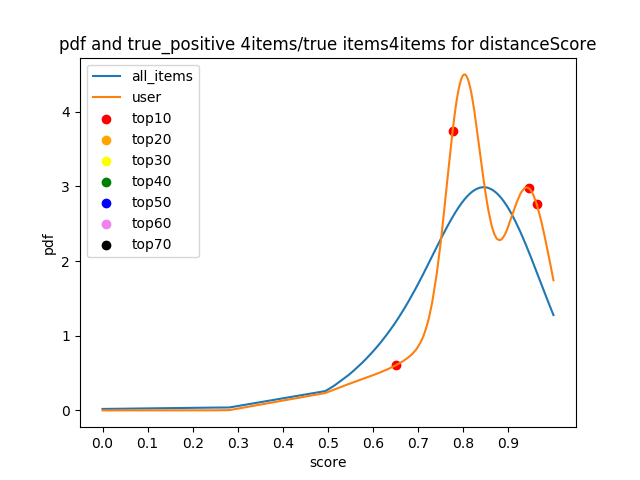 pdf and true_positive 4items/true items4items for distanceScore
all_items
user
top10
top20
top30
top40
top50
top60
top70
pdf
4
3
2
1
0
0.0 0.1 0.2 0.3 0.4 0.5 0.6 0.7 0.8 0.9
score